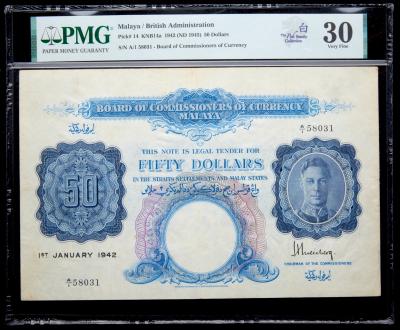 PMG
PAPER MONEY GUARANTY
Malaya / British Administration
Pick# 14 KNB14a 1942 (ND 1945) 50 Dollars
S/N A/1 58031 - Board of Commissioners of Currency
白
Collection
30
Very Fine
BOARD OF COMMISSIONERS OF CURRENCY
MALAYA
A/1 58031
THIS NOTE IS LEGAL TENDER FOR
FIFTY DOLLARS
IN THE STRAITS SETTLEMENTS AND MALAY STATES
50
1ST JANUARY 1942
CHAIRMAN OF THE COMMISSIONERS
A/1 58031